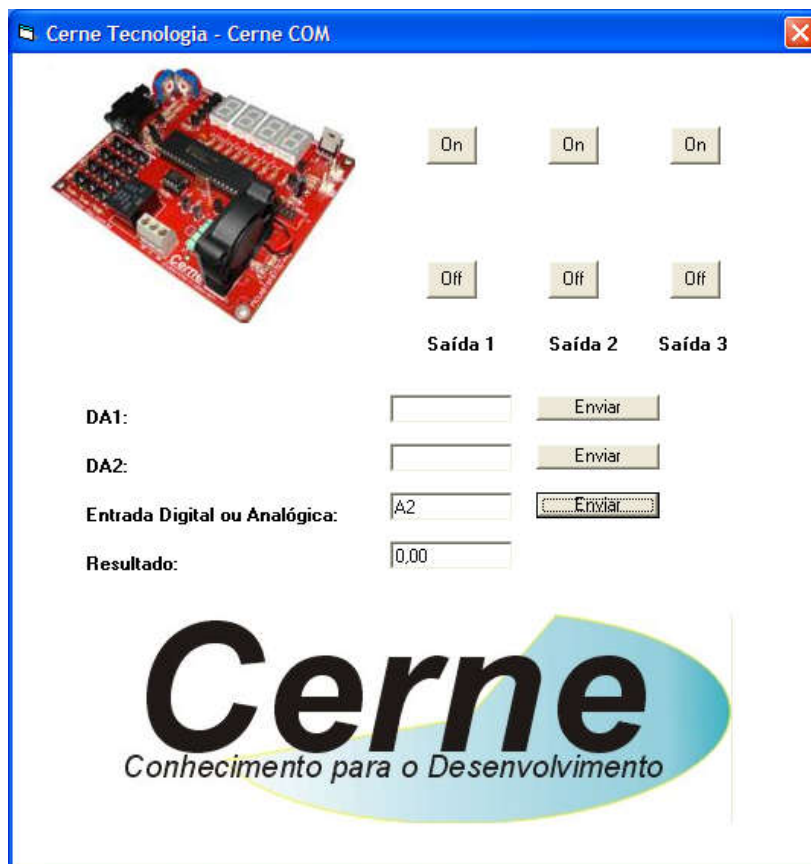 Cerne Tecnologia - Cerne COM
On On On
Off Off Off
Saída 1 Saída 2 Saída 3
DA1: Enviar
DA2: Enviar
Entrada Digital ou Analógica: A2 Enviar
Resultado: 0,00
Cerne
Cerne
Conhecimento para o Desenvolvimento